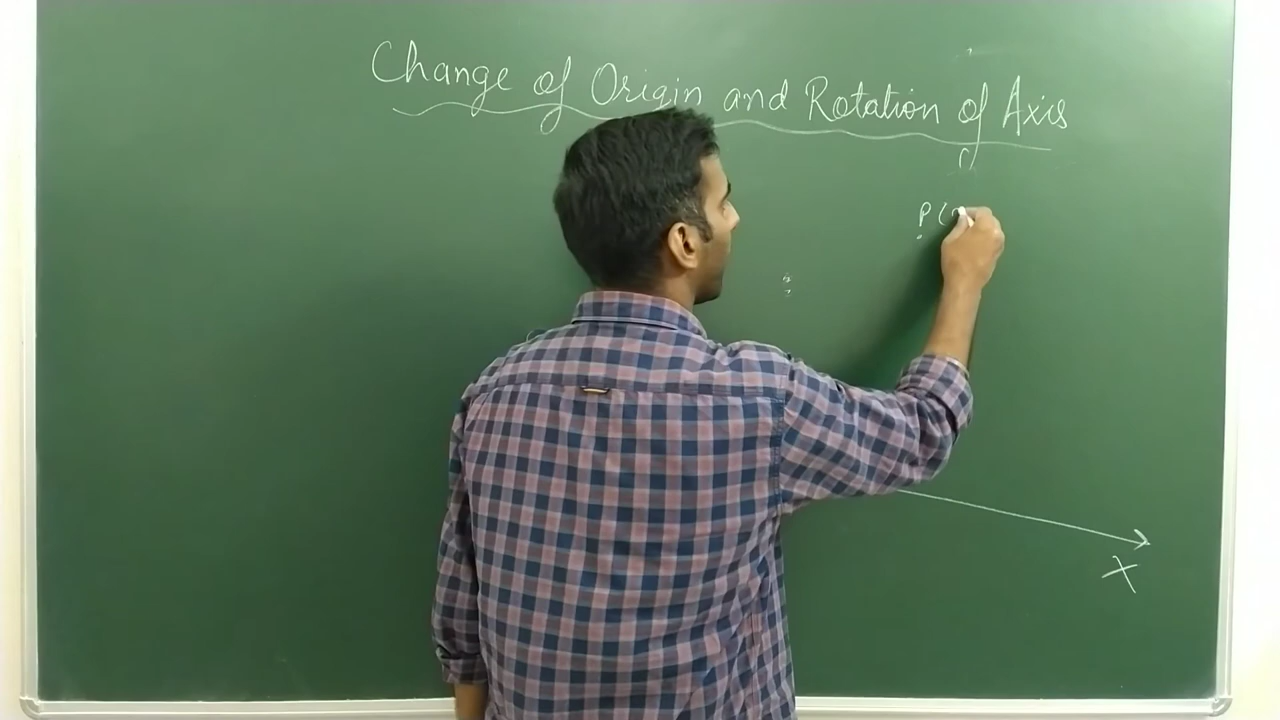 Change of Origin and Rotation of Axis
P (
X